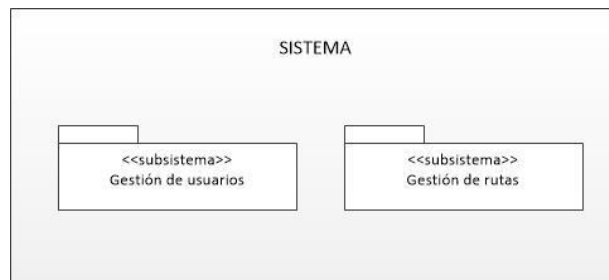 SISTEMA
<<subsistema>>
Gestión de usuarios
<<subsistema>>
Gestión de rutas